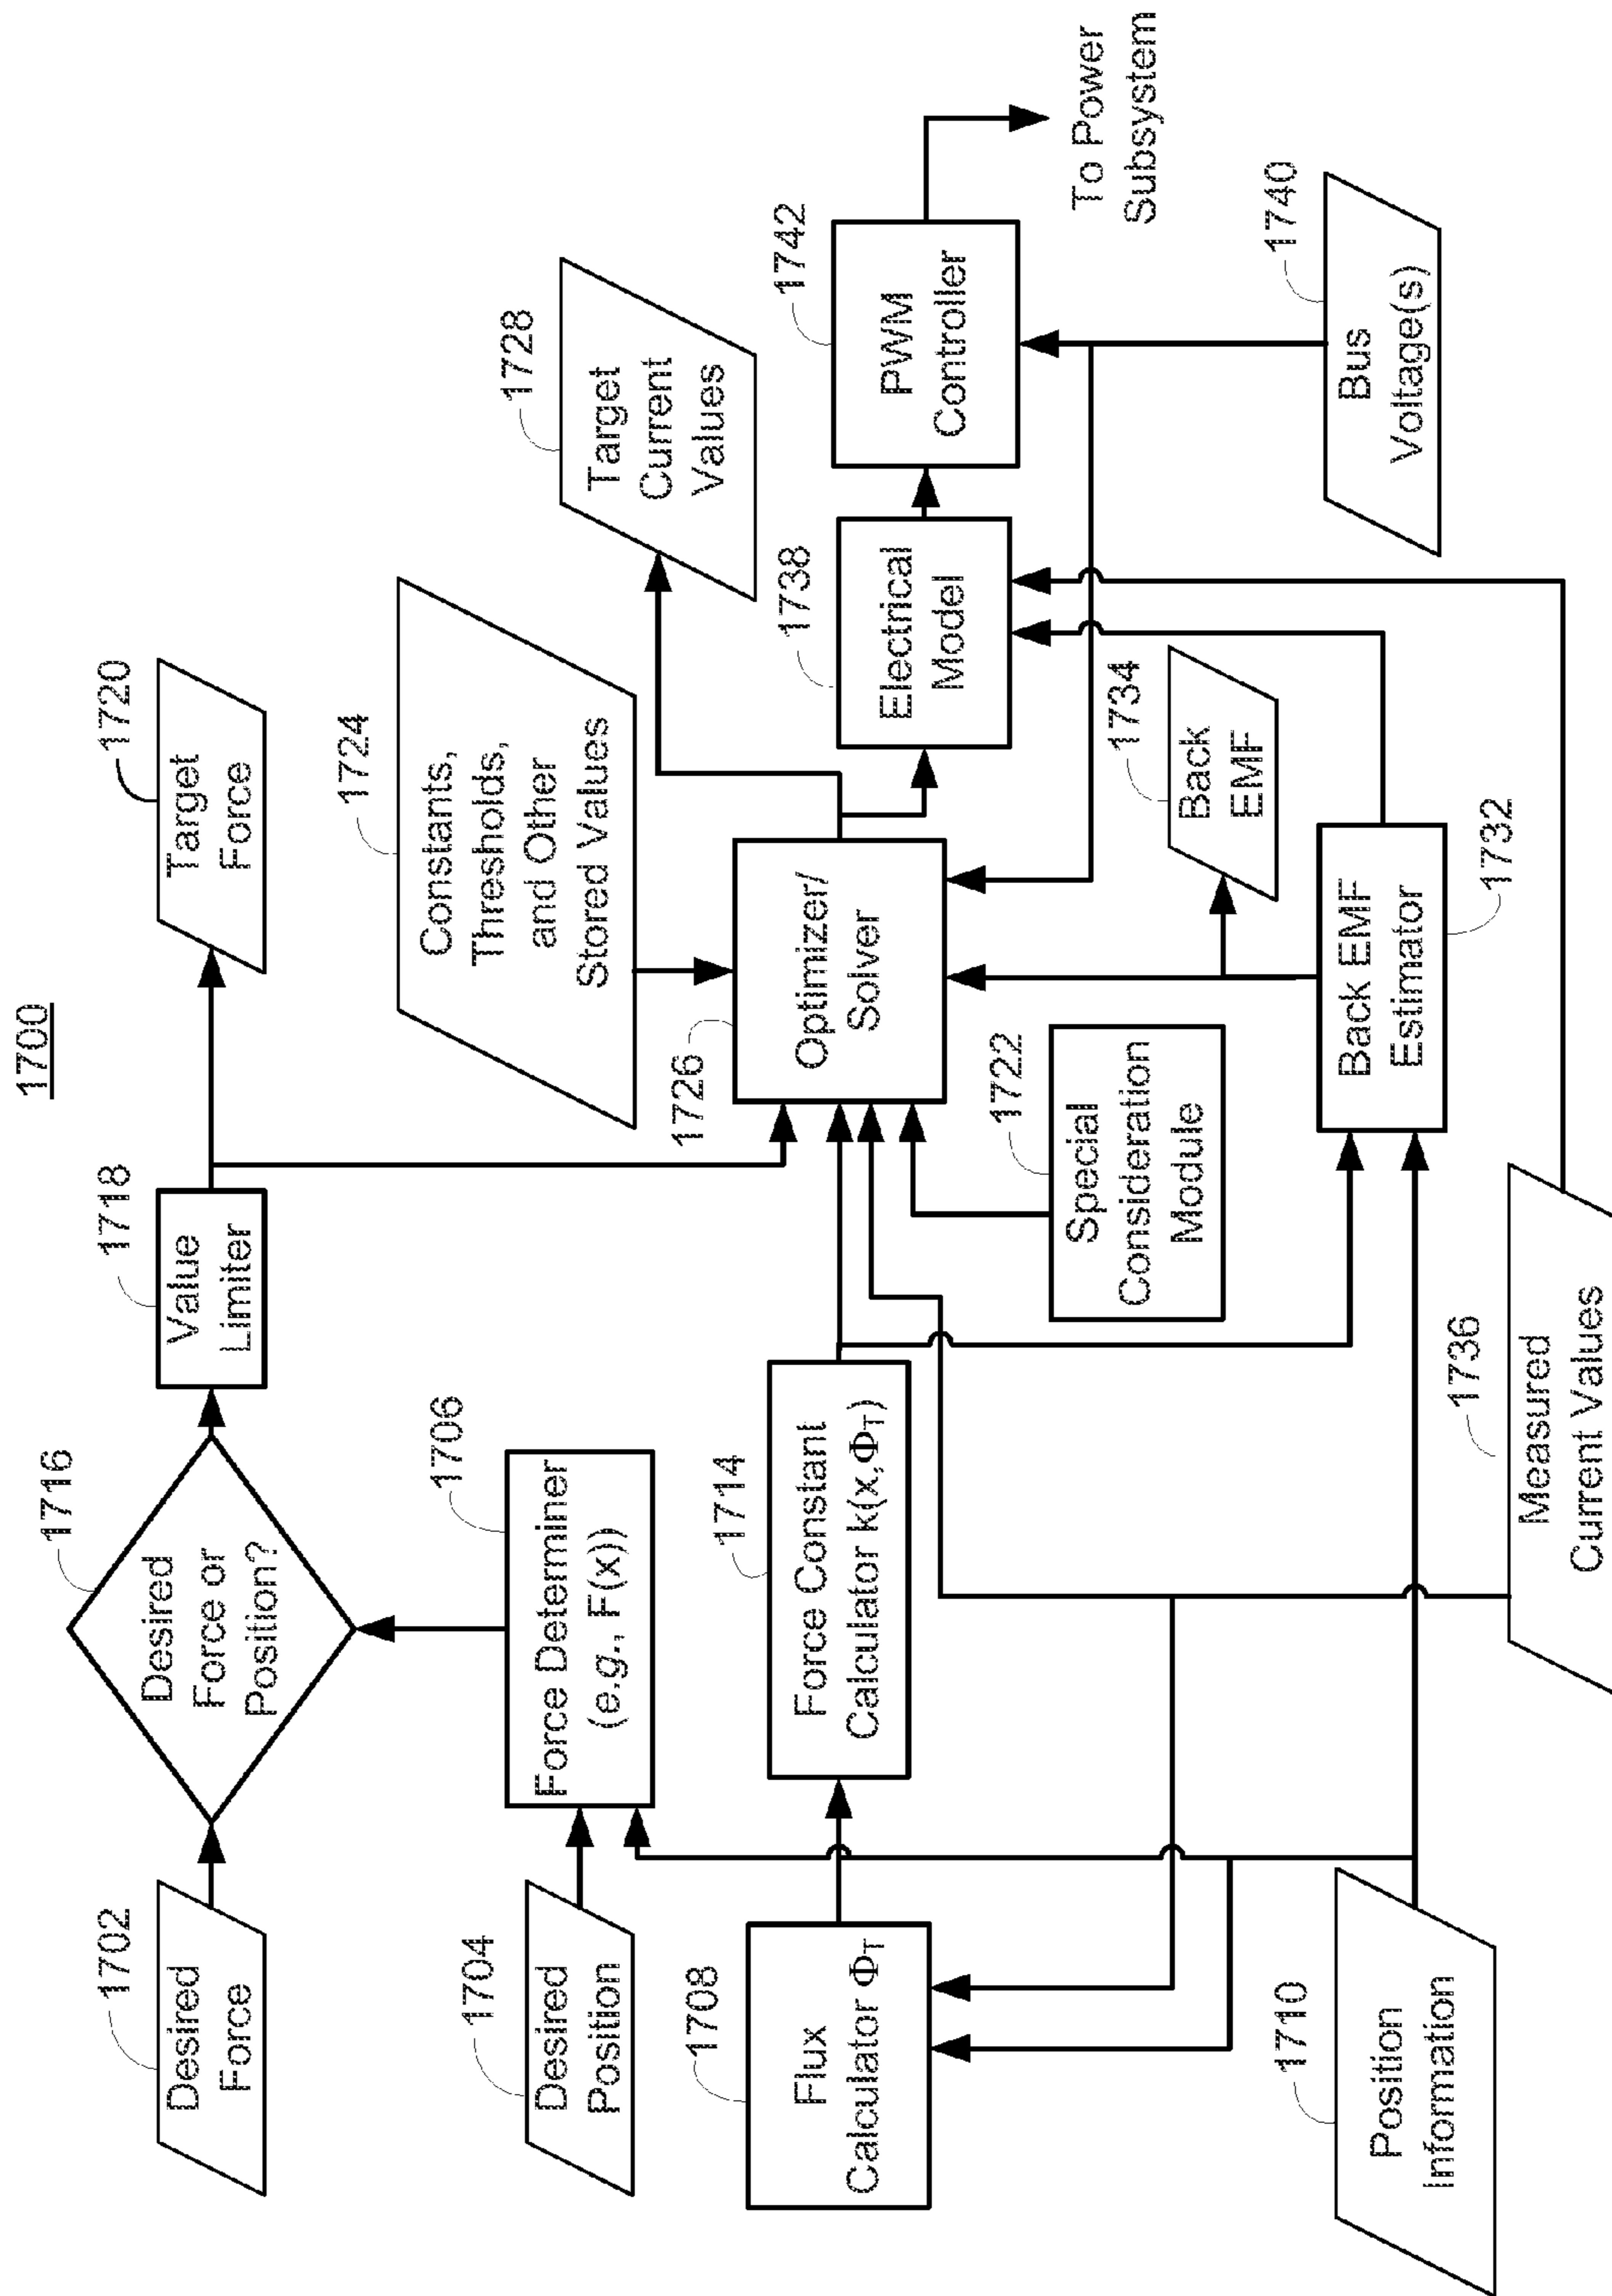 1700
1702
Desired
Force
1716
Desired
Force or
Position?
1718
Value
Limiter
1720
Target
Force
1704
Desired
Position
1706
Force Determiner
(e.g., F(x))
1724
Constants,
Thresholds,
and Other
Stored Values
1728
Target
Current
Values
1708
Flux
Calculator ΦT
1714
Force Constant
Calculator k(x,ΦT)
1726
Optimizer/
Solver
1738
Electrical
Model
1742
PWM
Controller
To Power
Subsystem
1722
Special
Consideration
Module
1734
Back
EMF
1710
Position
Information
1732
Back EMF
Estimator
1740
Bus
Voltage(s)
1736
Measured
Current Values